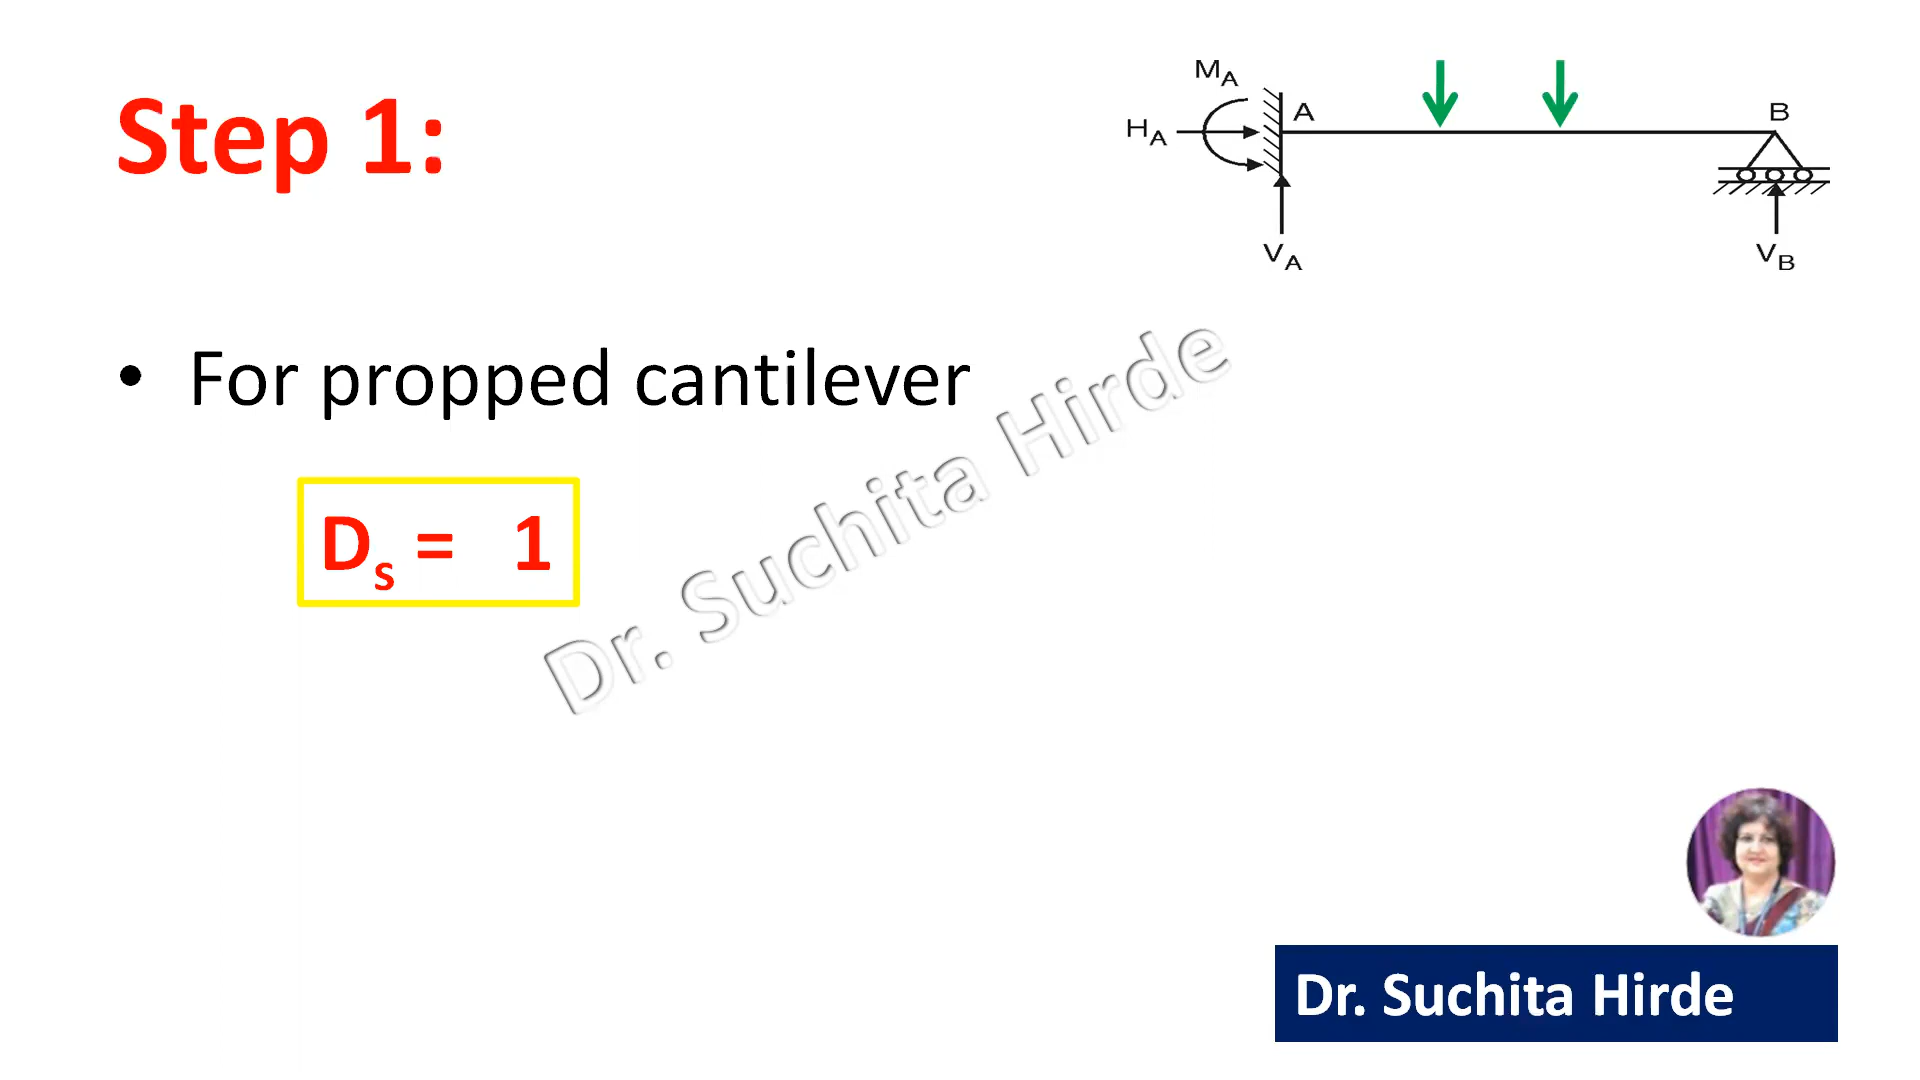 Step 1:
M_A
H_A
A
B
V_A
V_B
• For propped cantilever
D_s = 1
Dr. Suchita Hirde
Dr. Suchita Hirde